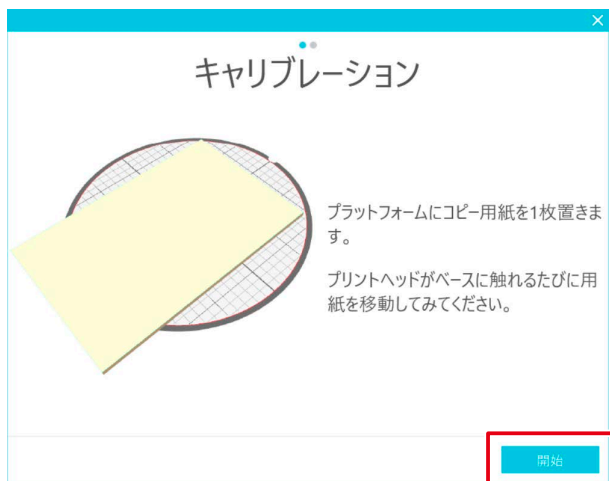 キャリブレーション
プラットフォームにコピー用紙を1枚置きま
す。
プリントヘッドがベースに触れるたびに用
紙を移動してみてください。
開始